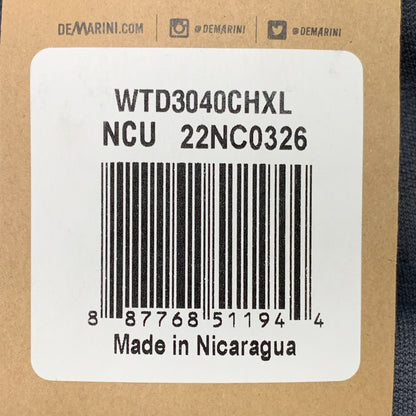 DEMARINI.COM @DEMARINI @DEMARINI
WTD3040CHXL
NCU 22NC0326
8 87768 51194 4
Made in Nicaragua